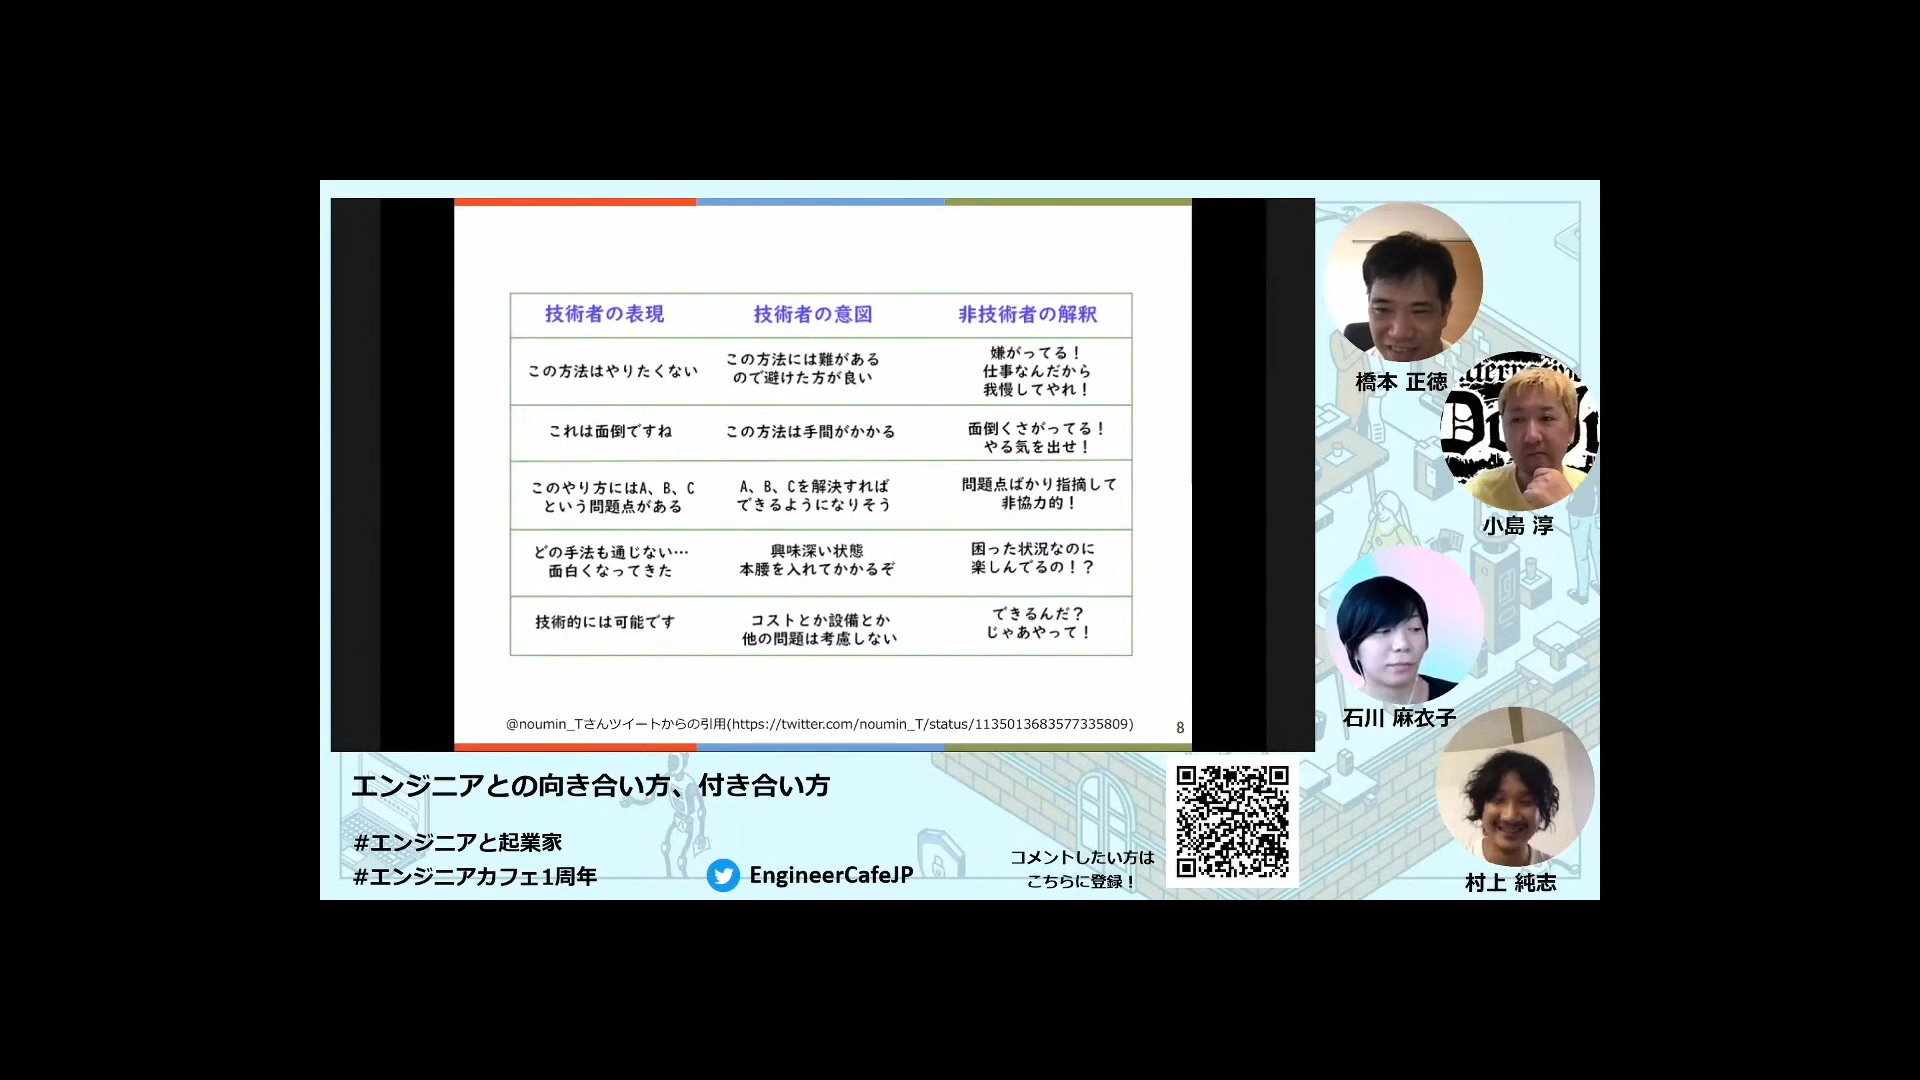 技術者の表現 技術者の意図 非技術者の解釈
この方法はやりたくない
この方法には難がある
ので避けた方が良い
嫌がってる！
仕事なんだから
我慢してやれ！
これは面倒ですね
この方法は手間がかかる
面倒くさがってる！
やる気を出せ！
このやり方にはA、B、C
という問題点がある
A、B、Cを解決すれば
できるようになりそう
問題点ばかり指摘して
非協力的！
どの手法も通じない…
面白くなってきた
興味深い状態
本腰を入れてかかるぞ
困った状況なのに
楽しんでるの！？
技術的には可能です
コストとか設備とか
他の問題は考慮しない
できるんだ？
じゃあやって！
@noumin_Tさんツイートからの引用(https://twitter.com/noumin_T/status/1135013683577335809)
8
橋本 正徳
小島 淳
石川 麻衣子
村上 純志
エンジニアとの向き合い方、付き合い方
#エンジニアと起業家
#エンジニアカフェ1周年
EngineerCafeJP
コメントしたい方は
こちらに登録！